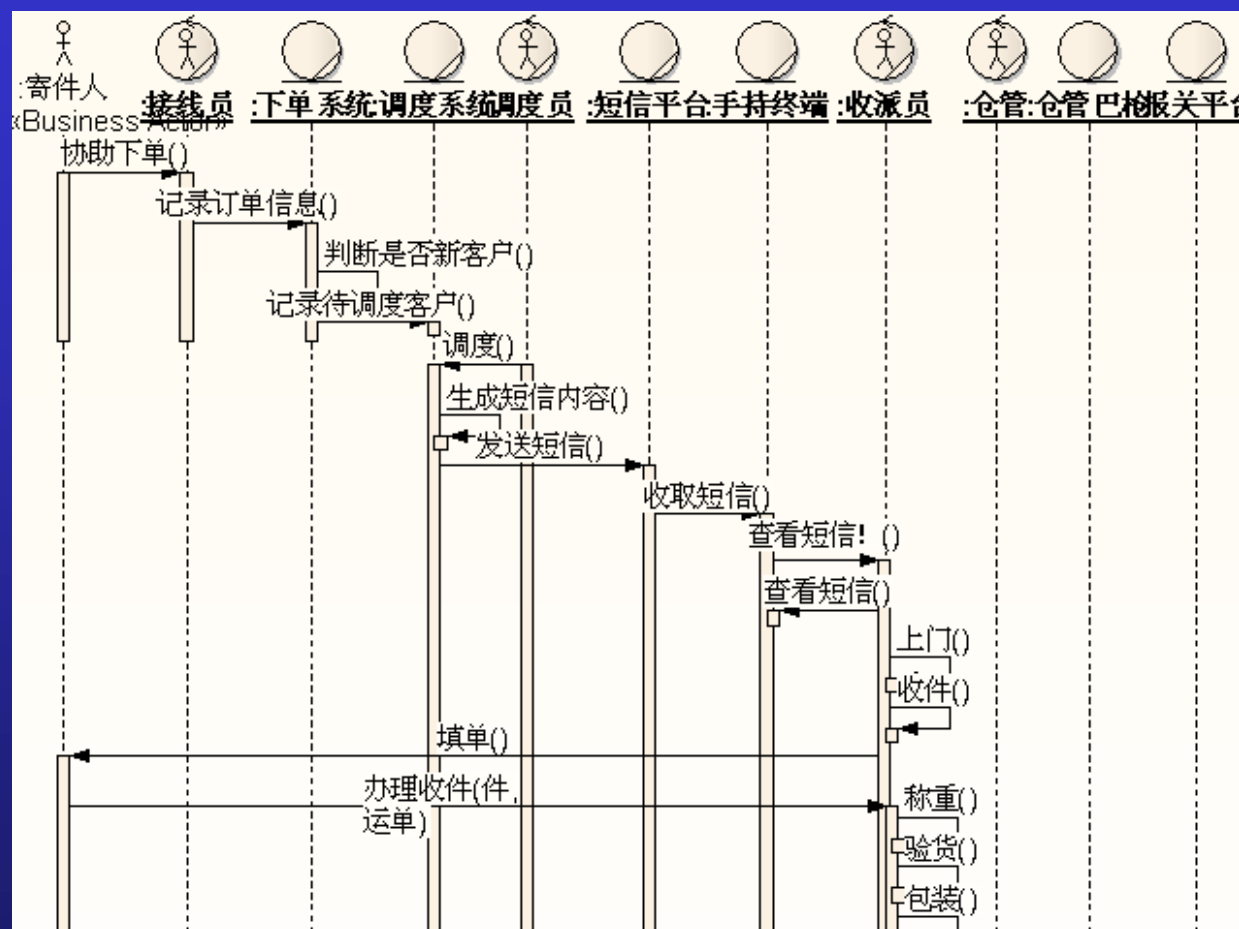 :寄件人
«Business Actor»
:接线员
:下单系统
:调度系统
调度员
:短信平台
:手持终端
:收派员
:仓管
:仓管巴枪
报关平台
协助下单()
记录订单信息()
判断是否新客户()
记录待调度客户()
调度()
生成短信内容()
发送短信()
收取短信()
查看短信! ()
查看短信()
上门()
收件()
填单()
办理收件(件,
运单)
称重()
验货()
包装()